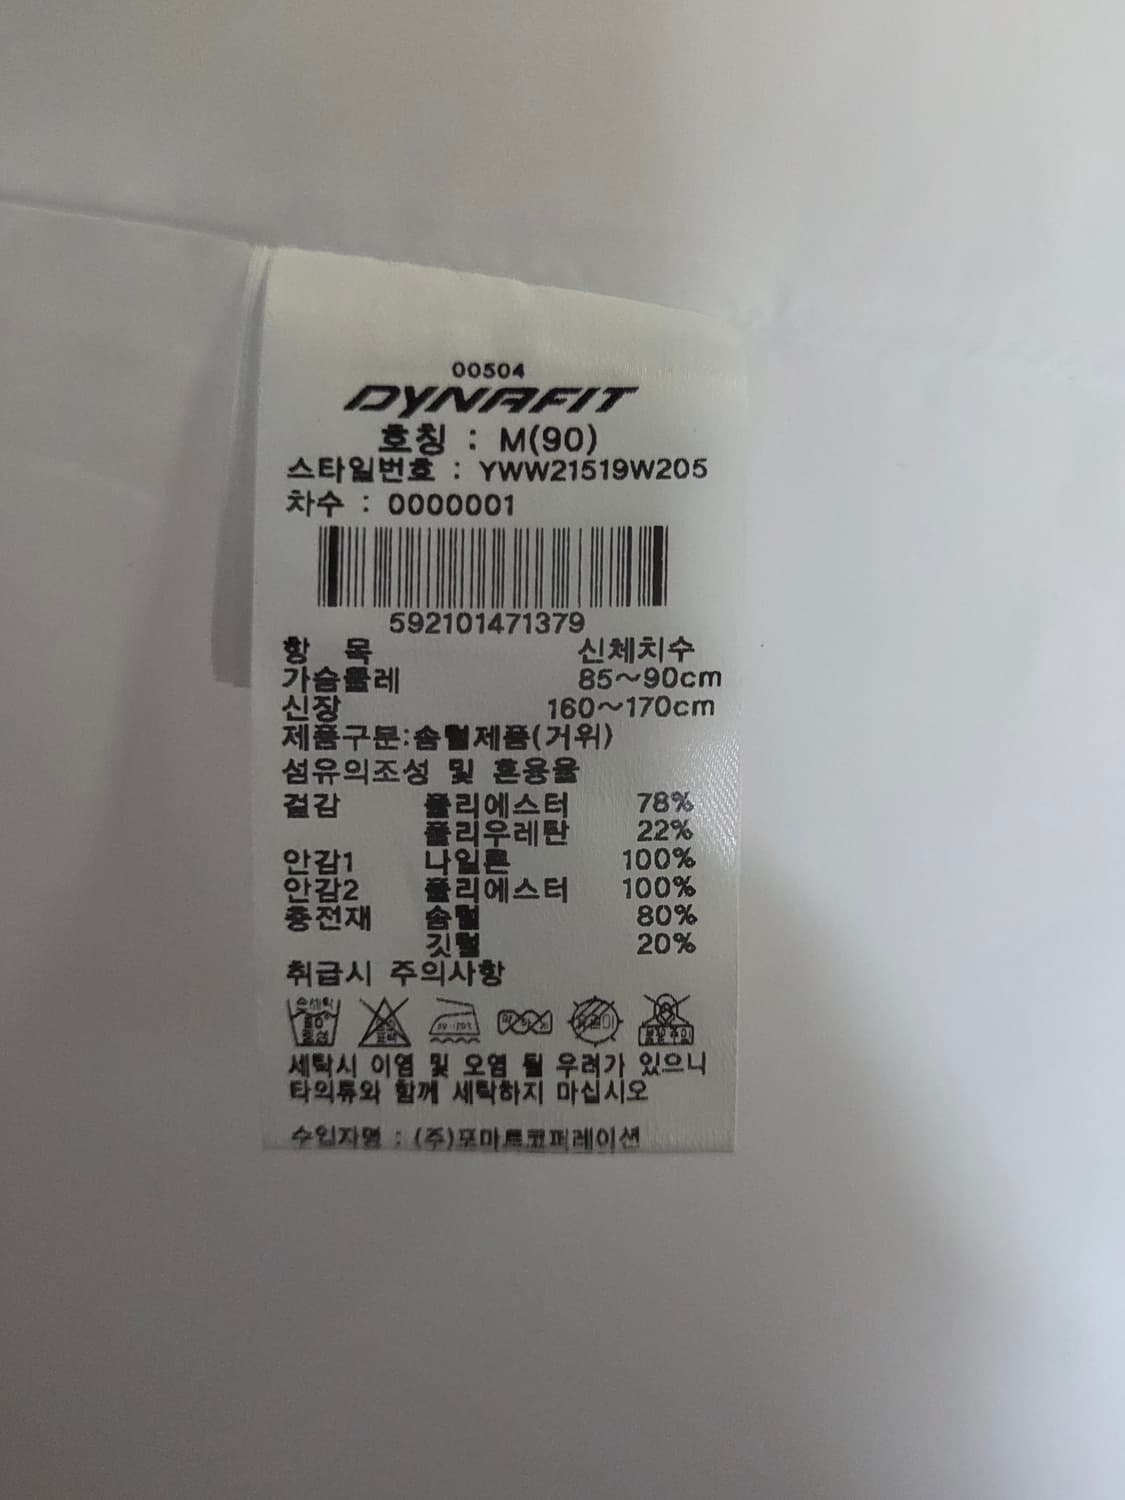 00504
DYNAFIT
호칭 : M(90)
스타일번호 : YWW21519W205
차수 : 0000001
592101471379
항 목 신체치수
가슴둘레 85~90cm
신장 160~170cm
제품구분:솜털제품(거위)
섬유의조성 및 혼용율
겉감 폴리에스터 78%
폴리우레탄 22%
안감1 나일론 100%
안감2 폴리에스터 100%
충전재 솜털 80%
깃털 20%
취급시 주의사항
손세탁 30° 중성
세탁시 이염 및 오염 될 우려가 있으니
타의류와 함께 세탁하지 마십시오
수입자명 : (주)포마트코퍼레이션